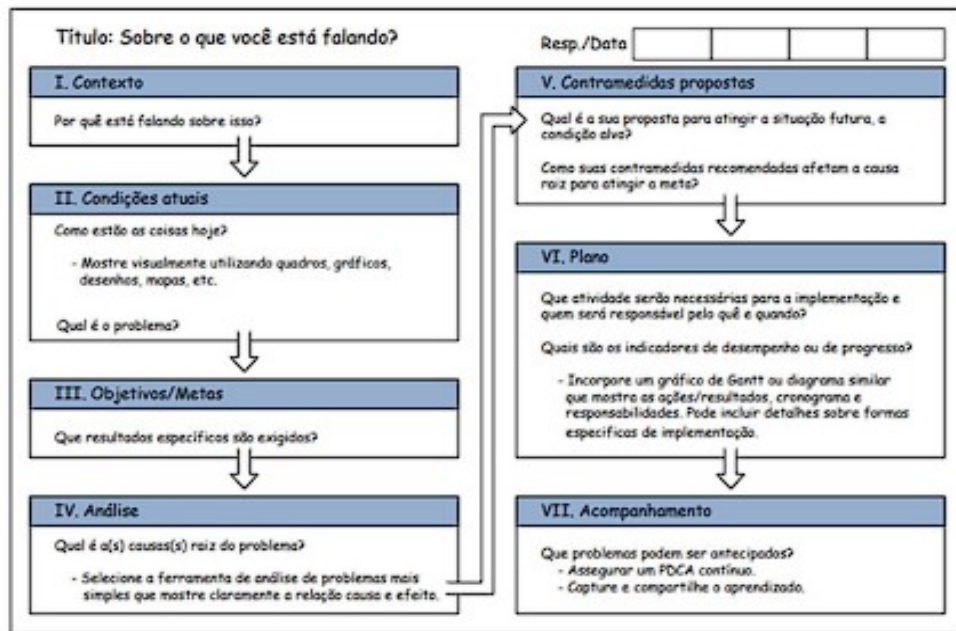 Título: Sobre o que você está falando?
Resp./Data
I. Contexto
Por quê está falando sobre isso?
II. Condições atuais
Como estão as coisas hoje?
- Mostre visualmente utilizando quadros, gráficos,
desenhos, mapas, etc.
Qual é o problema?
III. Objetivos/Metas
Que resultados específicos são exigidos?
IV. Análise
Qual é a(s) causas(s) raiz do problema?
- Selecione a ferramenta de análise de problemas mais
simples que mostre claramente a relação causa e efeito.
V. Contramedidas propostas
Qual é a sua proposta para atingir a situação futura, a
condição alvo?
Como suas contramedidas recomendadas afetam a causa
raiz para atingir a meta?
VI. Plano
Que atividade serão necessárias para a implementação e
quem será responsável pelo quê e quando?
Quais são os indicadores de desempenho ou de progresso?
- Incorpore um gráfico de Gantt ou diagrama similar
que mostra as ações/resultados, cronograma e
responsabilidades. Pode incluir detalhes sobre formas
especificas de implementação.
VII. Acompanhamento
Que problemas podem ser antecipados?
- Assegurar um PDCA contínuo.
- Capture e compartilhe o aprendizado.